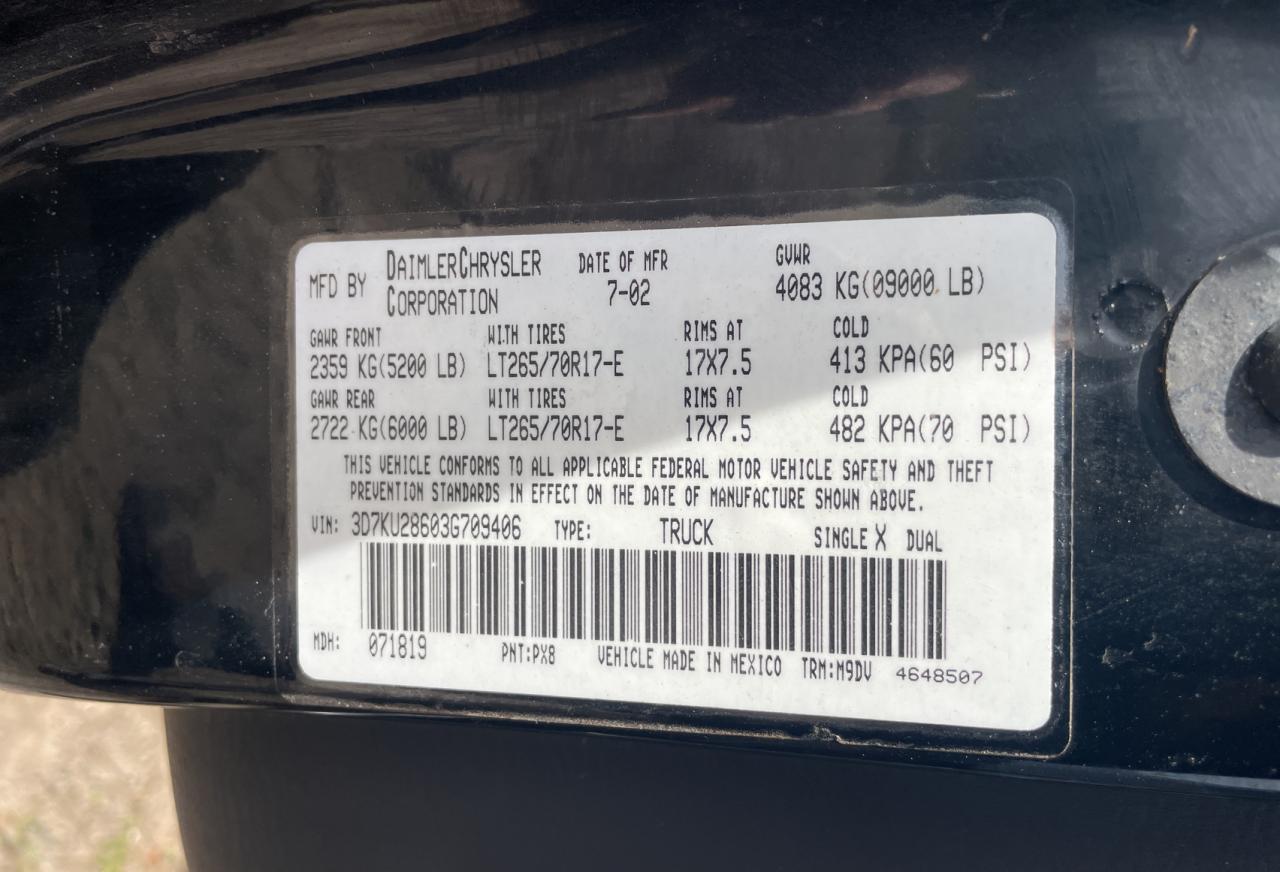 MFD BY DAIMLERCHRYSLER CORPORATION DATE OF MFR 7-02 GVWR 4083 KG(09000 LB)
GAWR FRONT WITH TIRES RIMS AT COLD
2359 KG(5200 LB) LT265/70R17-E 17X7.5 413 KPA(60 PSI)
GAWR REAR WITH TIRES RIMS AT COLD
2722 KG(6000 LB) LT265/70R17-E 17X7.5 482 KPA(70 PSI)
THIS VEHICLE CONFORMS TO ALL APPLICABLE FEDERAL MOTOR VEHICLE SAFETY AND THEFT
PREVENTION STANDARDS IN EFFECT ON THE DATE OF MANUFACTURE SHOWN ABOVE.
VIN: 3D7KU28603G709406 TYPE: TRUCK SINGLE X DUAL
MDH: 071819 PNT:PX8 VEHICLE MADE IN MEXICO TRM:M9DV 4648507